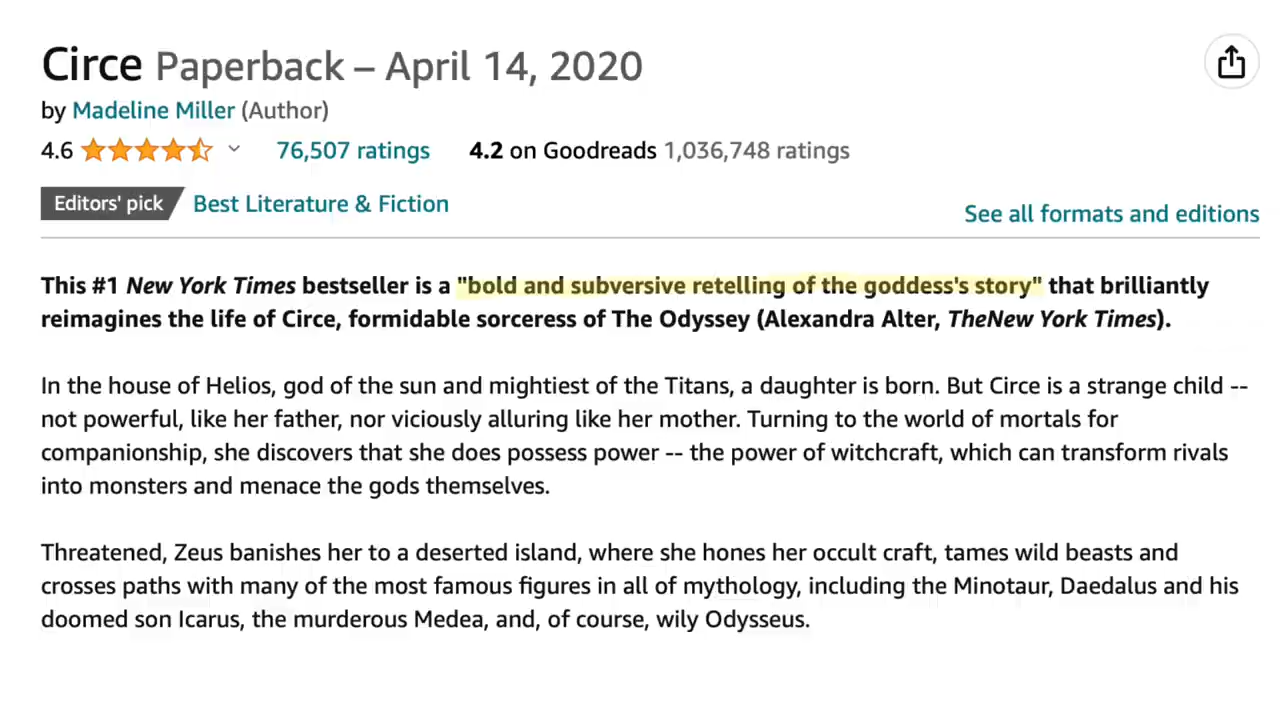 Circe Paperback – April 14, 2020
by Madeline Miller (Author)
4.6 76,507 ratings 4.2 on Goodreads 1,036,748 ratings
Editors' pick Best Literature & Fiction
See all formats and editions
This #1 New York Times bestseller is a "bold and subversive retelling of the goddess's story" that brilliantly
reimagines the life of Circe, formidable sorceress of The Odyssey (Alexandra Alter, TheNew York Times).
In the house of Helios, god of the sun and mightiest of the Titans, a daughter is born. But Circe is a strange child --
not powerful, like her father, nor viciously alluring like her mother. Turning to the world of mortals for
companionship, she discovers that she does possess power -- the power of witchcraft, which can transform rivals
into monsters and menace the gods themselves.
Threatened, Zeus banishes her to a deserted island, where she hones her occult craft, tames wild beasts and
crosses paths with many of the most famous figures in all of mythology, including the Minotaur, Daedalus and his
doomed son Icarus, the murderous Medea, and, of course, wily Odysseus.